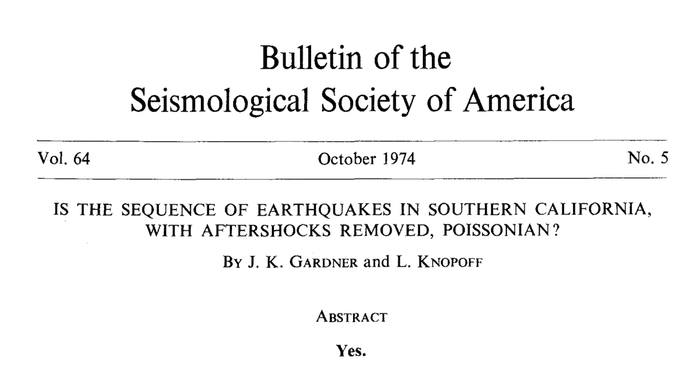 Bulletin of the
Seismological Society of America
Vol. 64 October 1974 No. 5
IS THE SEQUENCE OF EARTHQUAKES IN SOUTHERN CALIFORNIA,
WITH AFTERSHOCKS REMOVED, POISSONIAN?
BY J. K. GARDNER and L. KNOPOFF
ABSTRACT
Yes.